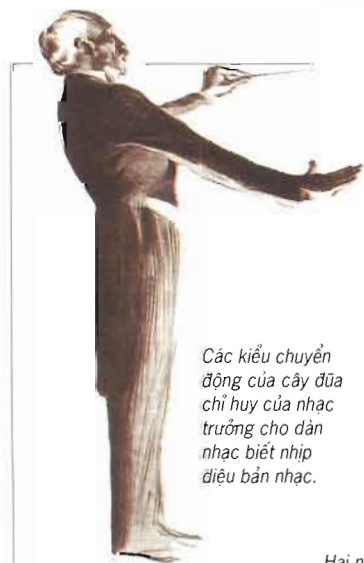 Các kiểu chuyển
động của cây đũa
chỉ huy của nhạc
trưởng cho dàn
nhạc biết nhịp
điệu bản nhạc.
Hai n